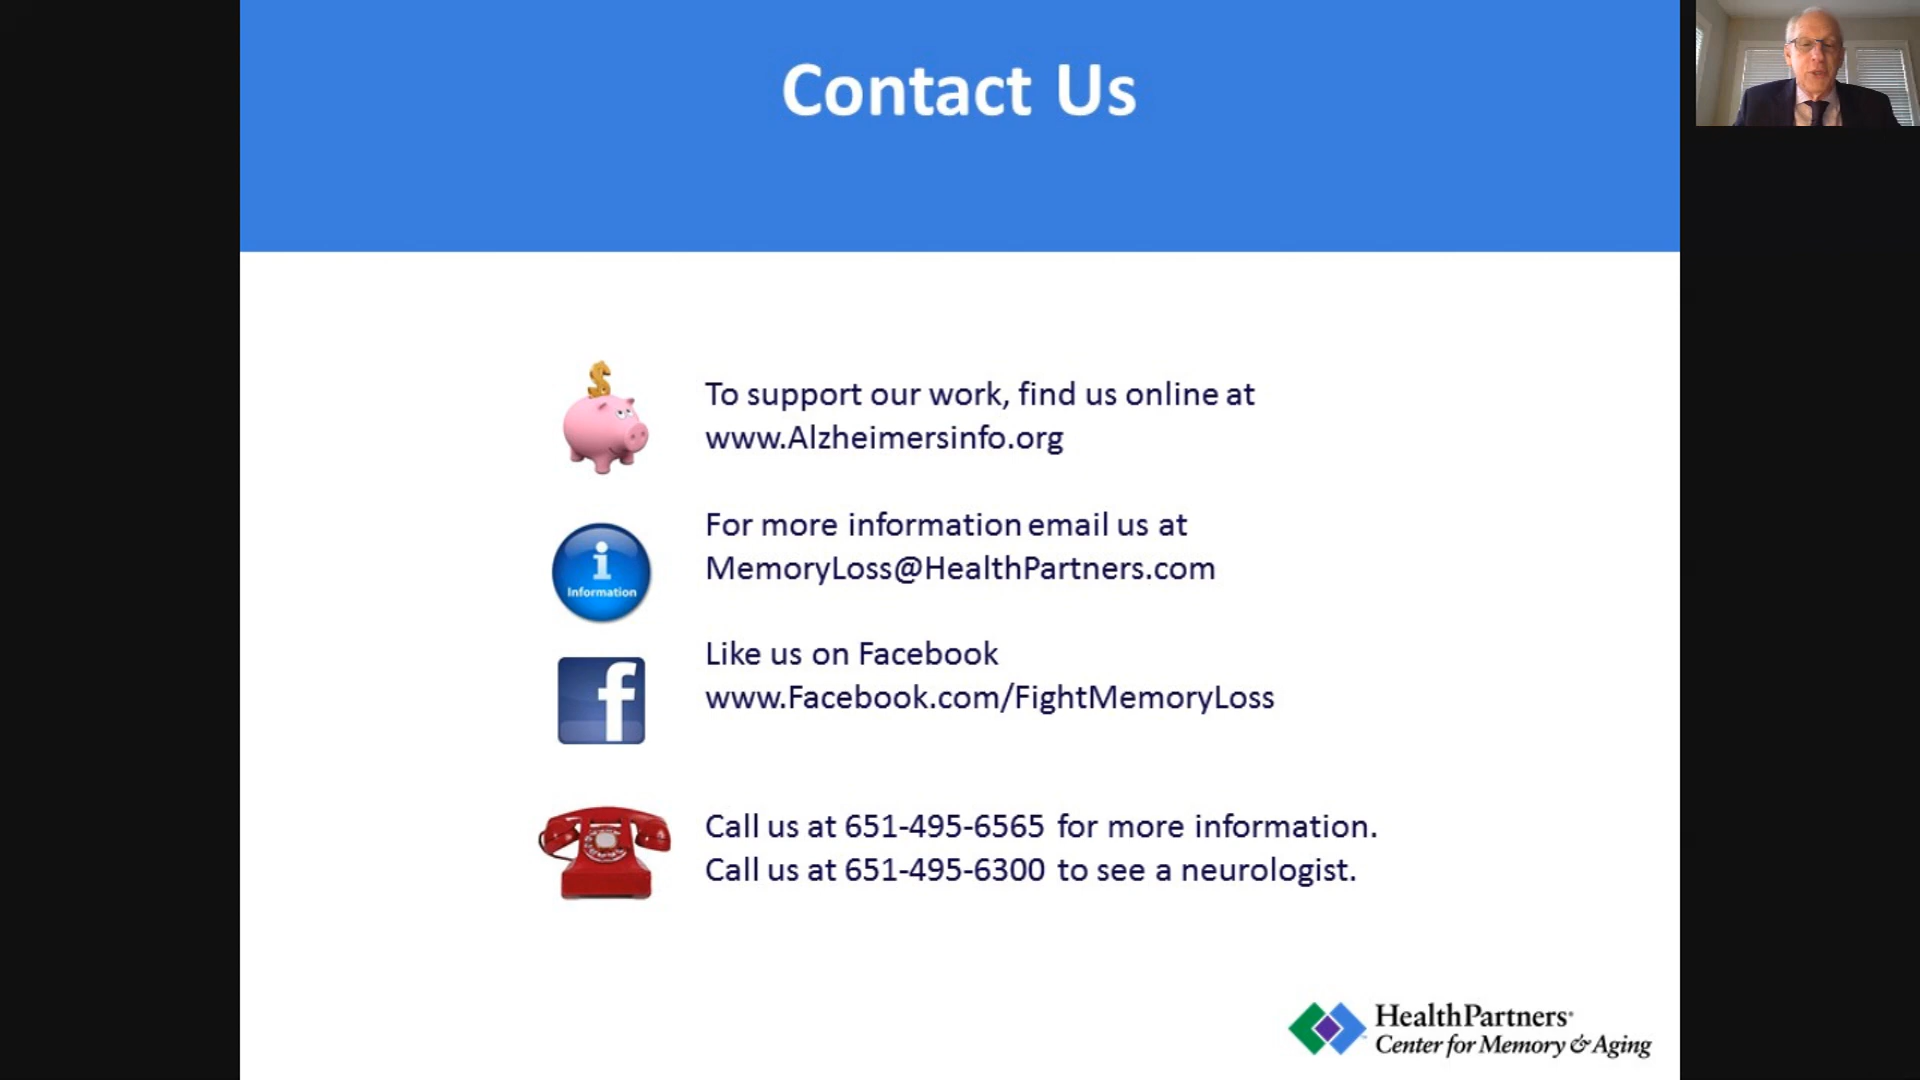 Contact Us
To support our work, find us online at
www.Alzheimersinfo.org
For more information email us at
MemoryLoss@HealthPartners.com
i
Information
Like us on Facebook
www.Facebook.com/FightMemoryLoss
f
Call us at 651-495-6565 for more information.
Call us at 651-495-6300 to see a neurologist.
HealthPartners®
Center for Memory & Aging